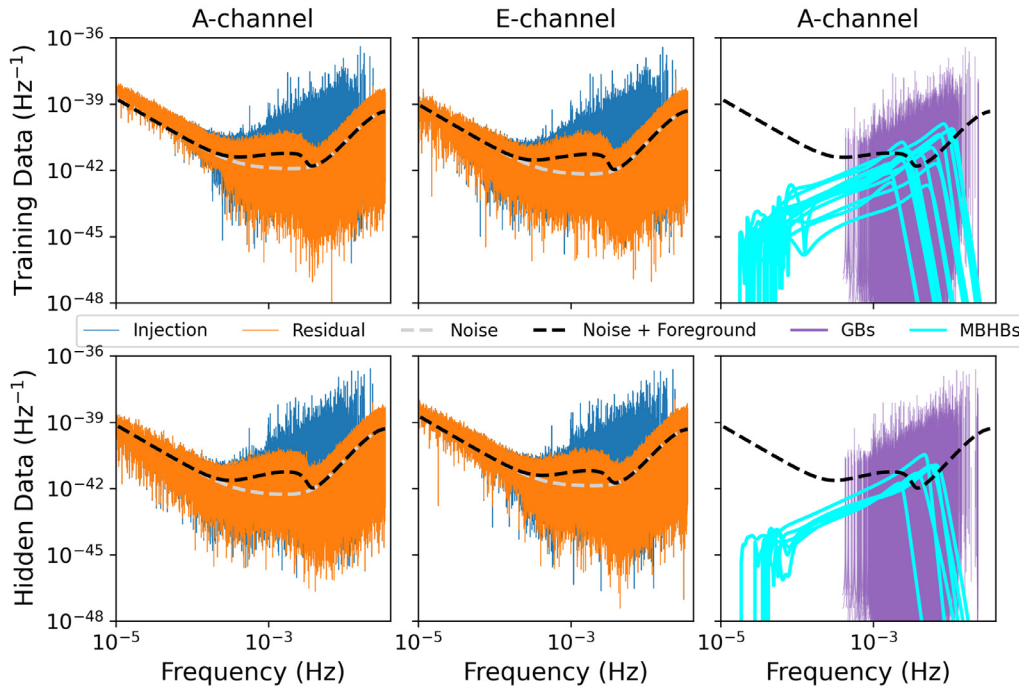 A-channel E-channel A-channel
Training Data (Hz⁻¹)
10⁻³⁶
10⁻³⁹
10⁻⁴²
10⁻⁴⁵
10⁻⁴⁸
Injection Residual Noise Noise + Foreground GBs MBHBs
Hidden Data (Hz⁻¹)
10⁻³⁶
10⁻³⁹
10⁻⁴²
10⁻⁴⁵
10⁻⁴⁸
10⁻⁵ 10⁻³ 10⁻⁵ 10⁻³ 10⁻⁵ 10⁻³
Frequency (Hz) Frequency (Hz) Frequency (Hz)